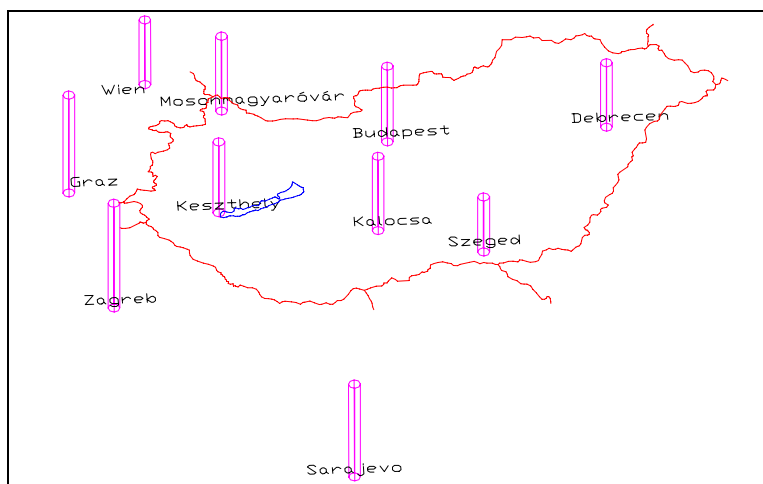 Wien
Mosonmagyaróvár
Budapest
Debrecen
Graz
Keszthely
Kalocsa
Szeged
Zagreb
Sarajevo